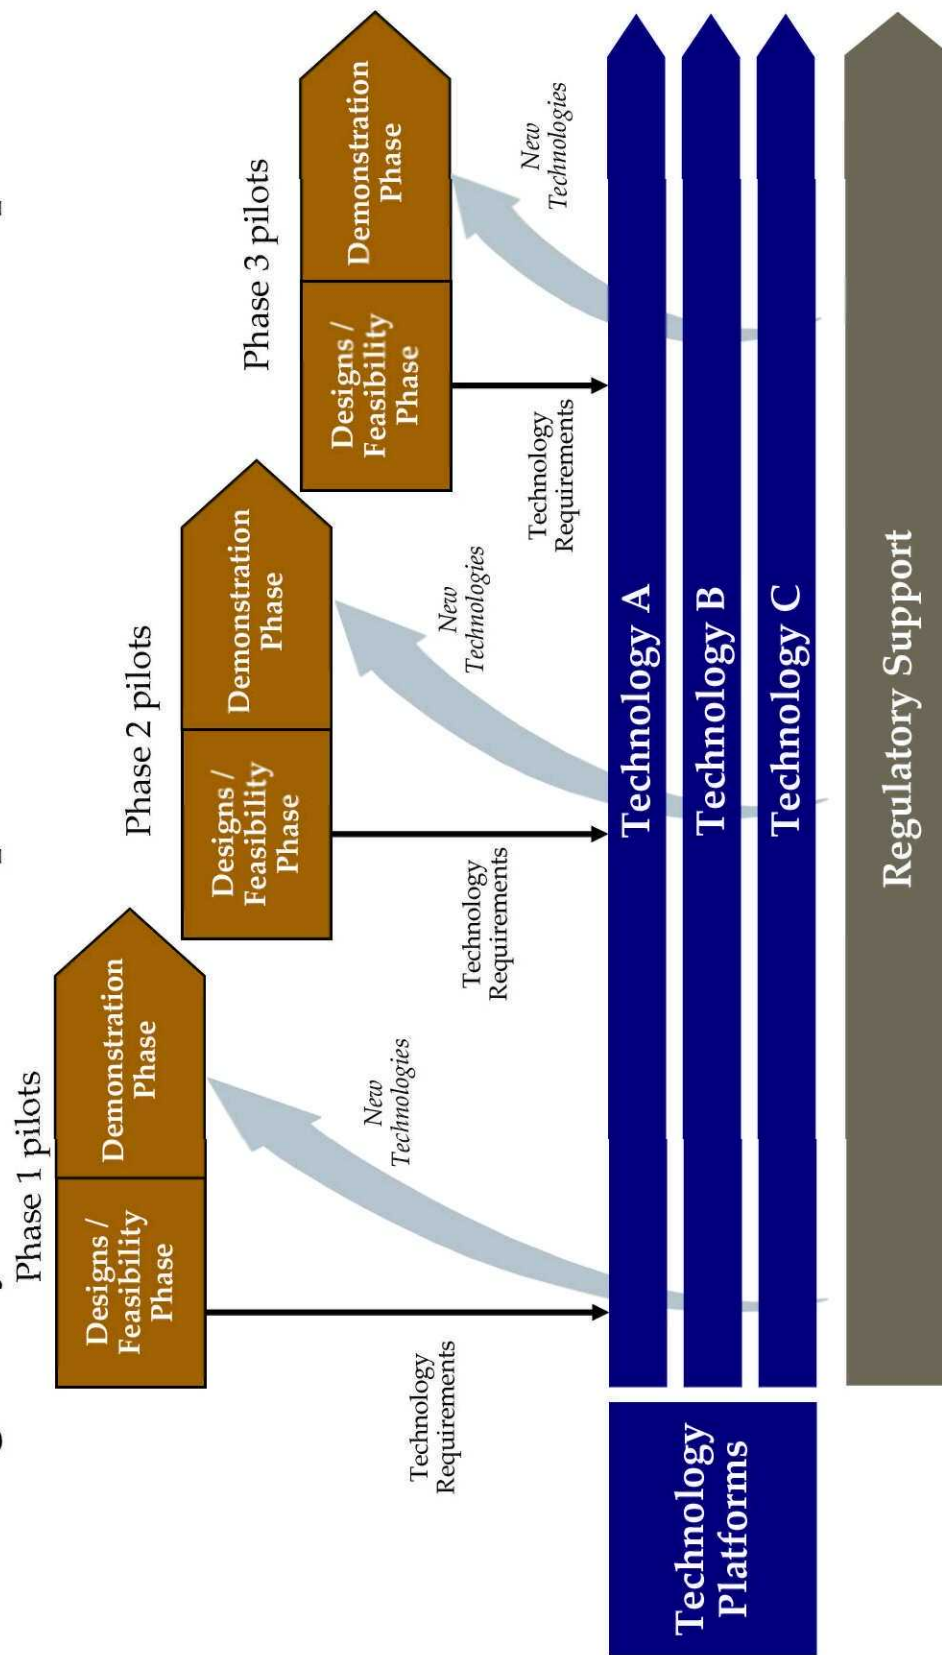 Phase 1 pilots
Designs /
Feasibility
Phase
Demonstration
Phase
Phase 2 pilots
Designs /
Feasibility
Phase
Demonstration
Phase
Phase 3 pilots
Designs /
Feasibility
Phase
Demonstration
Phase
Technology
Requirements
New
Technologies
Technology
Requirements
New
Technologies
Technology
Requirements
New
Technologies
Technology
Platforms
Technology A
Technology B
Technology C
Regulatory Support